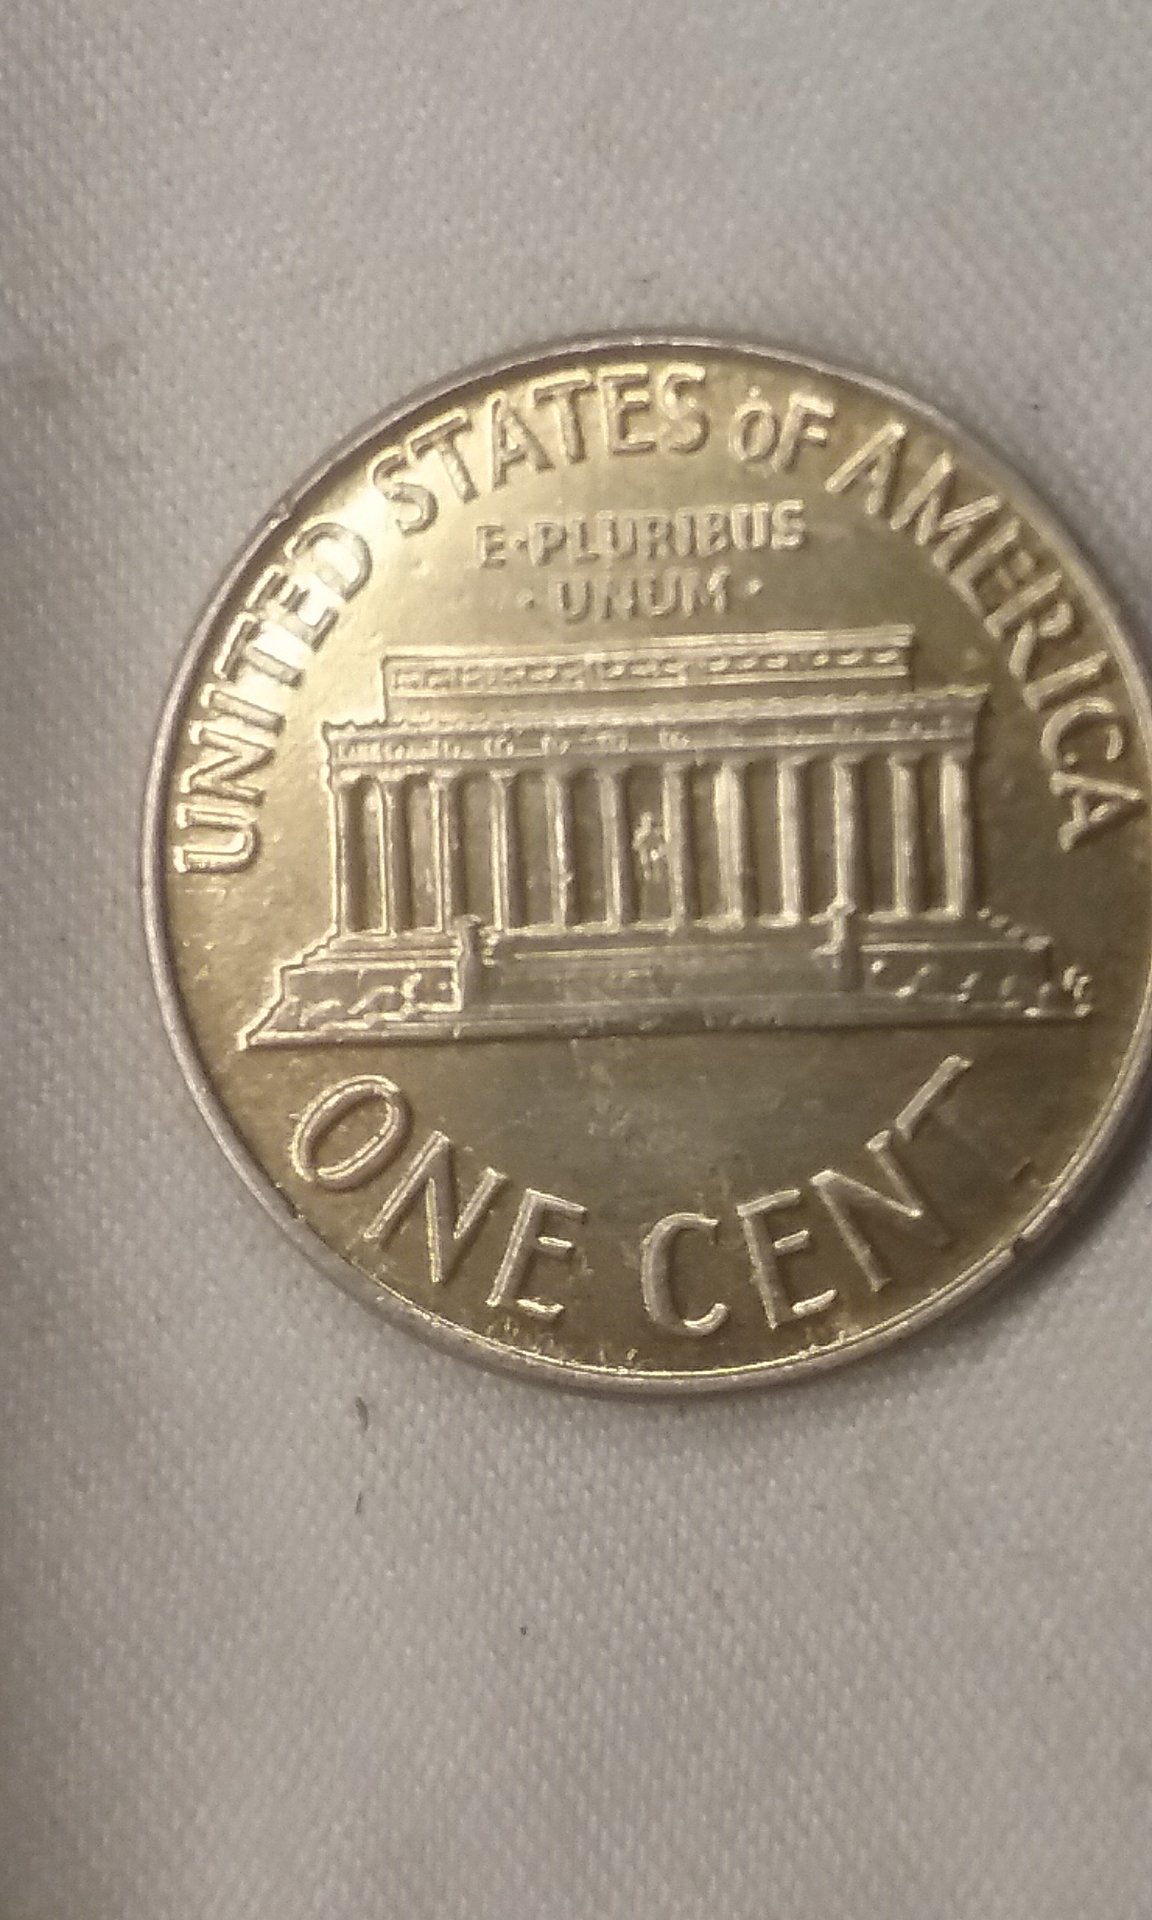 UNITED STATES OF AMERICA
E·PLURIBUS
·UNUM·
ONE CENT